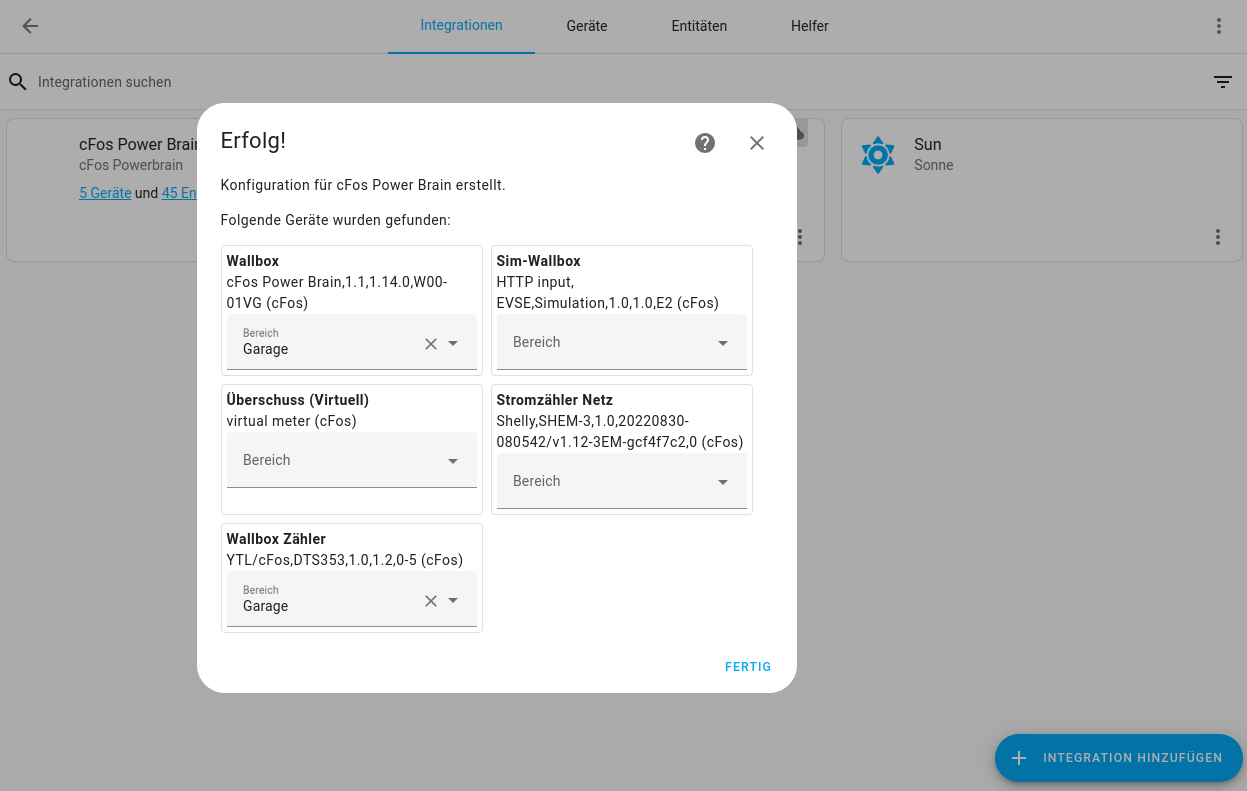 Integrationen
Geräte
Entitäten
Helfer
Integrationen suchen
cFos Power Brain
cFos Powerbrain
5 Geräte und 45 En
Sun
Sonne
Erfolg!
Konfiguration für cFos Power Brain erstellt.
Folgende Geräte wurden gefunden:
Wallbox
cFos Power Brain,1.1,1.14.0,W00-
01VG (cFos)
Bereich
Garage
Sim-Wallbox
HTTP input,
EVSE,Simulation,1.0,1.0,E2 (cFos)
Bereich
Überschuss (Virtuell)
virtual meter (cFos)
Bereich
Stromzähler Netz
Shelly,SHEM-3,1.0,20220830-
080542/v1.12-3EM-gcf4f7c2,0 (cFos)
Bereich
Wallbox Zähler
YTL/cFos,DTS353,1.0,1.2,0-5 (cFos)
Bereich
Garage
FERTIG
INTEGRATION HINZUFÜGEN